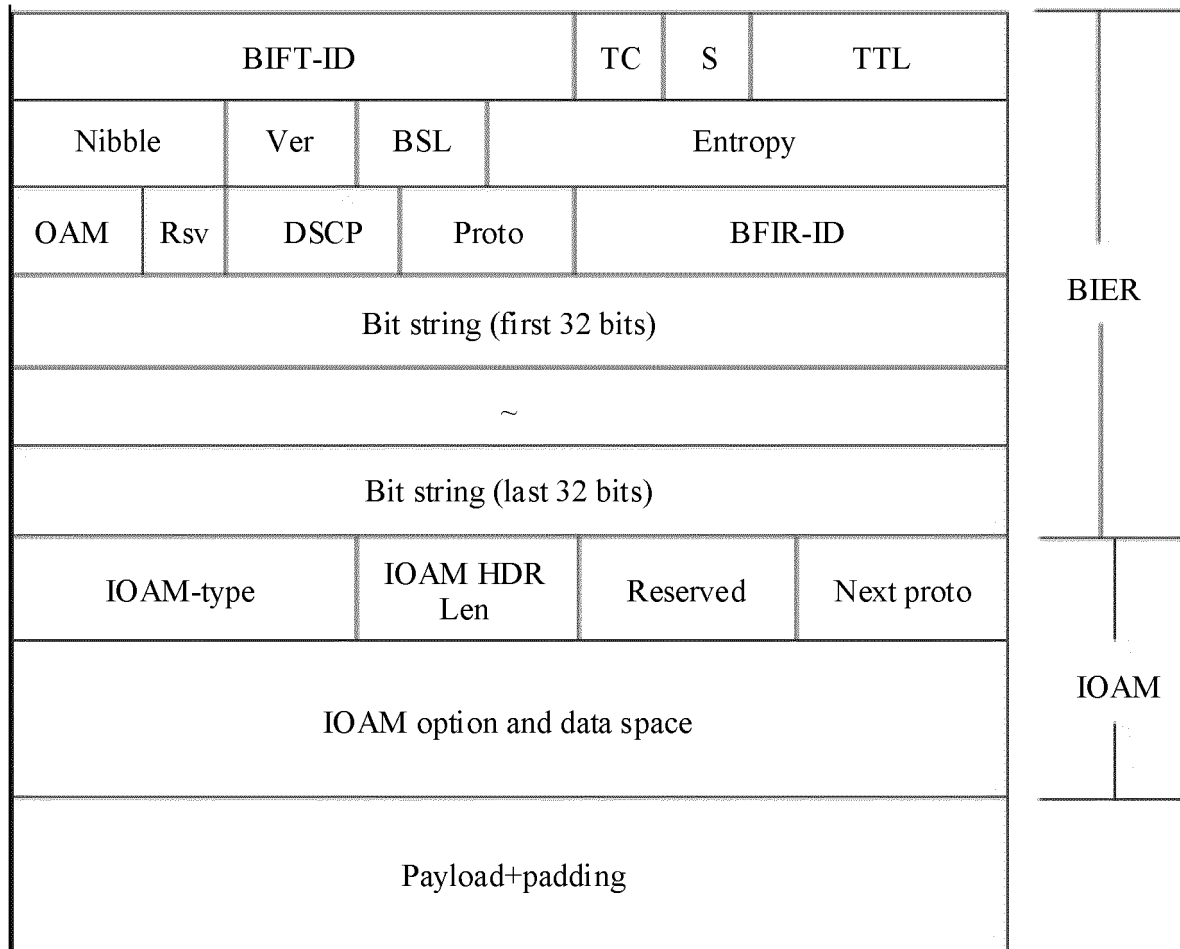 BIFT-ID TC S TTL
Nibble Ver BSL Entropy
OAM Rsv DSCP Proto BFIR-ID
BIER
Bit string (first 32 bits)
~
Bit string (last 32 bits)
IOAM-type IOAM HDR Len Reserved Next proto
IOAM option and data space
IOAM
Payload+padding